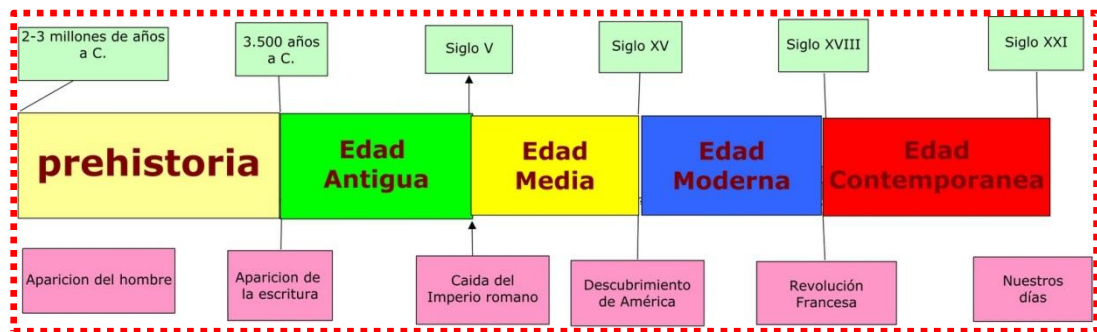 2-3 millones de años
a C.
3.500 años
a C.
Siglo V
Siglo XV
Siglo XVIII
Siglo XXI
prehistoria
Edad
Antigua
Edad
Media
Edad
Moderna
Edad
Contemporanea
Aparicion del hombre
Aparicion de
la escritura
Caida del
Imperio romano
Descubrimiento
de América
Revolución
Francesa
Nuestros
días